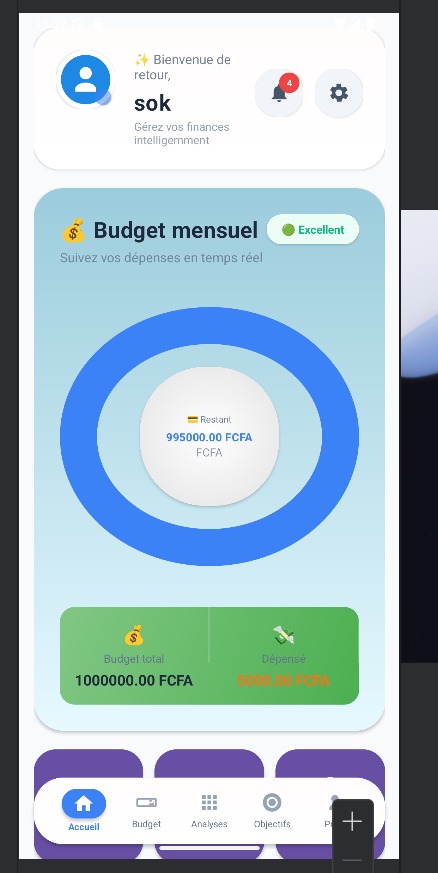 ✨ Bienvenue de
retour,
sok
Gérez vos finances
intelligemment
4
💰 Budget mensuel
🟢 Excellent
Suivez vos dépenses en temps réel
💳 Restant
995000.00 FCFA
FCFA
💰 💸
Budget total Dépensé
1000000.00 FCFA 5000.00 FCFA
Accueil Budget Analyses Objectifs